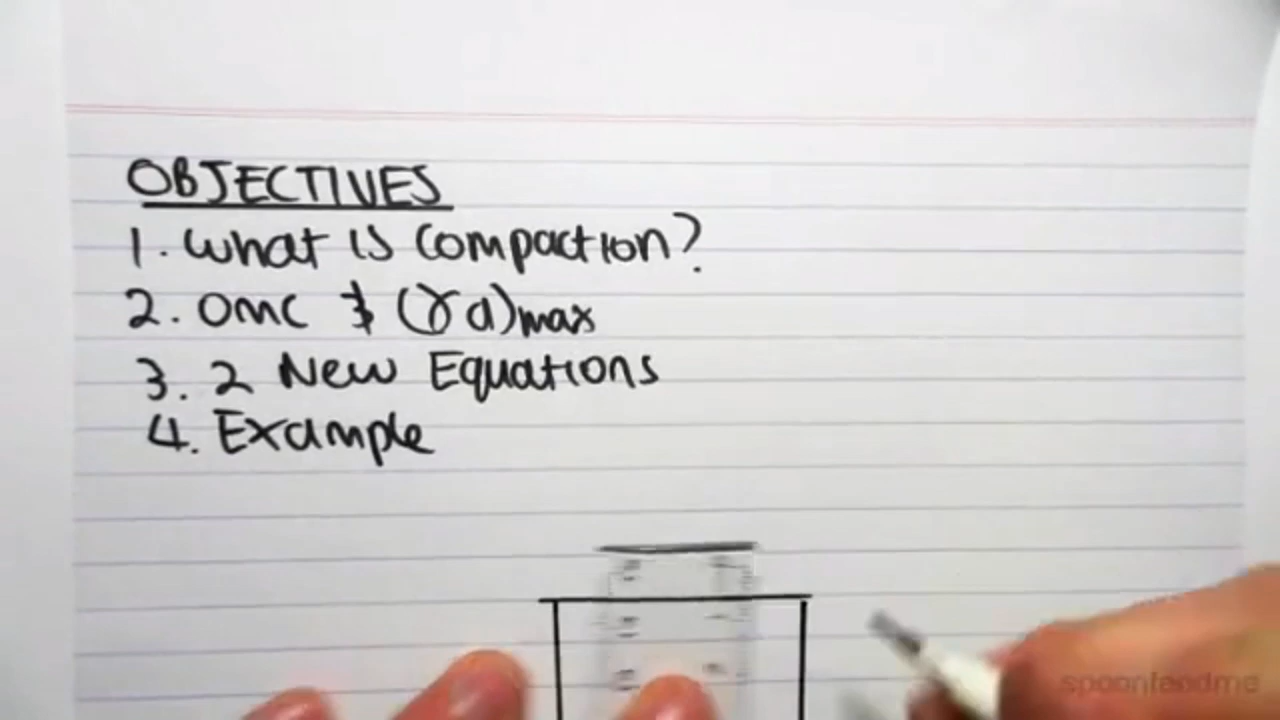 OBJECTIVES
1. What is Compaction?
2. OMC & (γd)max
3. 2 New Equations
4. Example
spoonfeedme